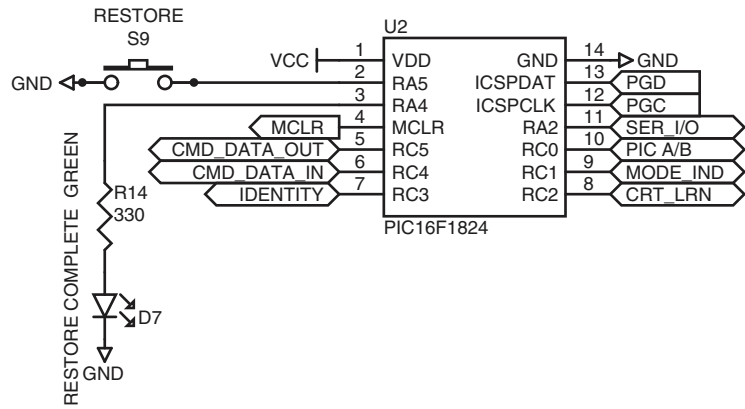 RESTORE
S9
U2
VCC 1 VDD GND 14 GND
GND 2 RA5 ICSPDAT 13 PGD
3 RA4 ICSPCLK 12 PGC
MCLR 4 MCLR RA2 11 SER_I/O
CMD_DATA_OUT 5 RC5 RC0 10 PIC A/B
CMD_DATA_IN 6 RC4 RC1 9 MODE_IND
IDENTITY 7 RC3 RC2 8 CRT_LRN
PIC16F1824
R14
330
D7
GND
RESTORE COMPLETE GREEN